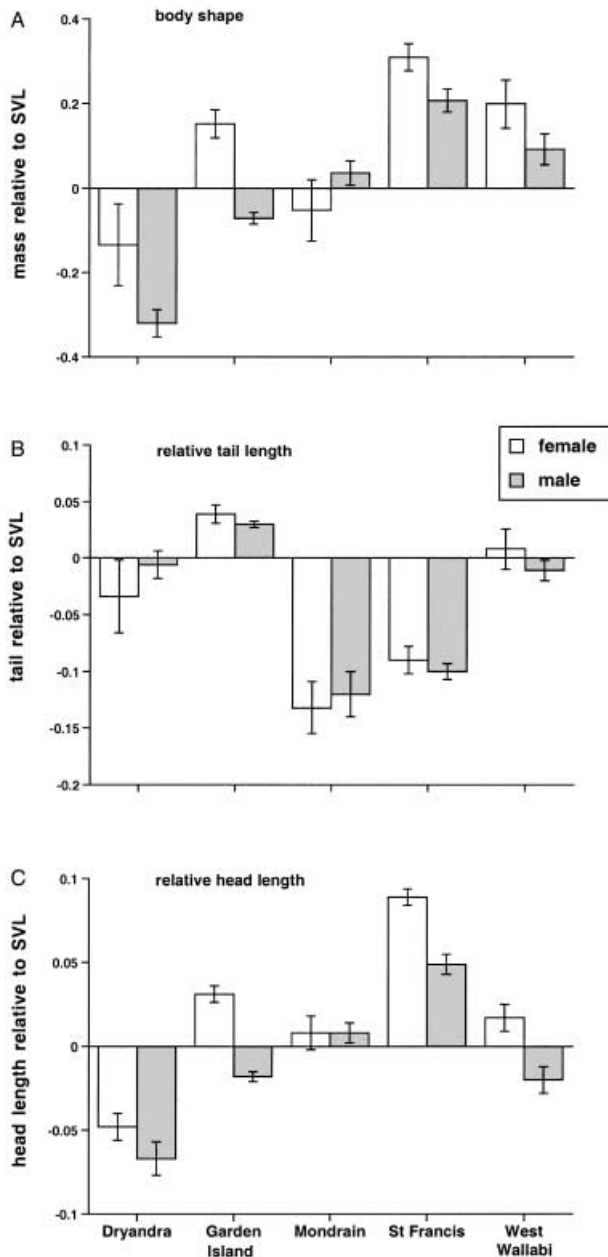 A
body shape
mass relative to SVL
0.4
0.2
0
-0.2
-0.4
B
relative tail length
tail relative to SVL
0.1
0.05
0
-0.05
-0.1
-0.15
-0.2
female
male
C
relative head length
head length relative to SVL
0.1
0.05
0
-0.05
-0.1
Dryandra
Garden
Island
Mondrain
St Francis
West
Wallabi